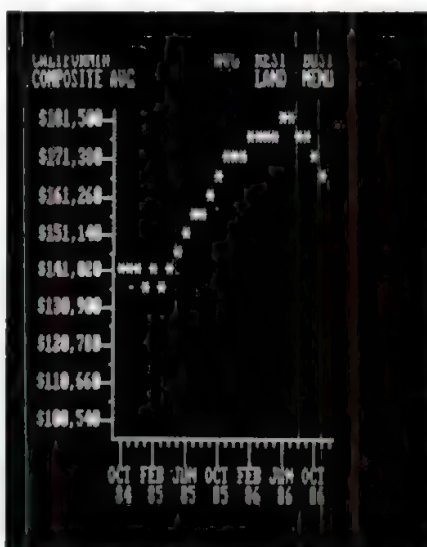 CALIFORNIA
COMPOSITE AVG LAND MENU
$181,500
$171,380
$161,260
$151,140
$141,020
$130,900
$120,780
$110,660
$100,540
OCT FEB JUN OCT FEB JUN OCT
84 85 85 85 86 86 86